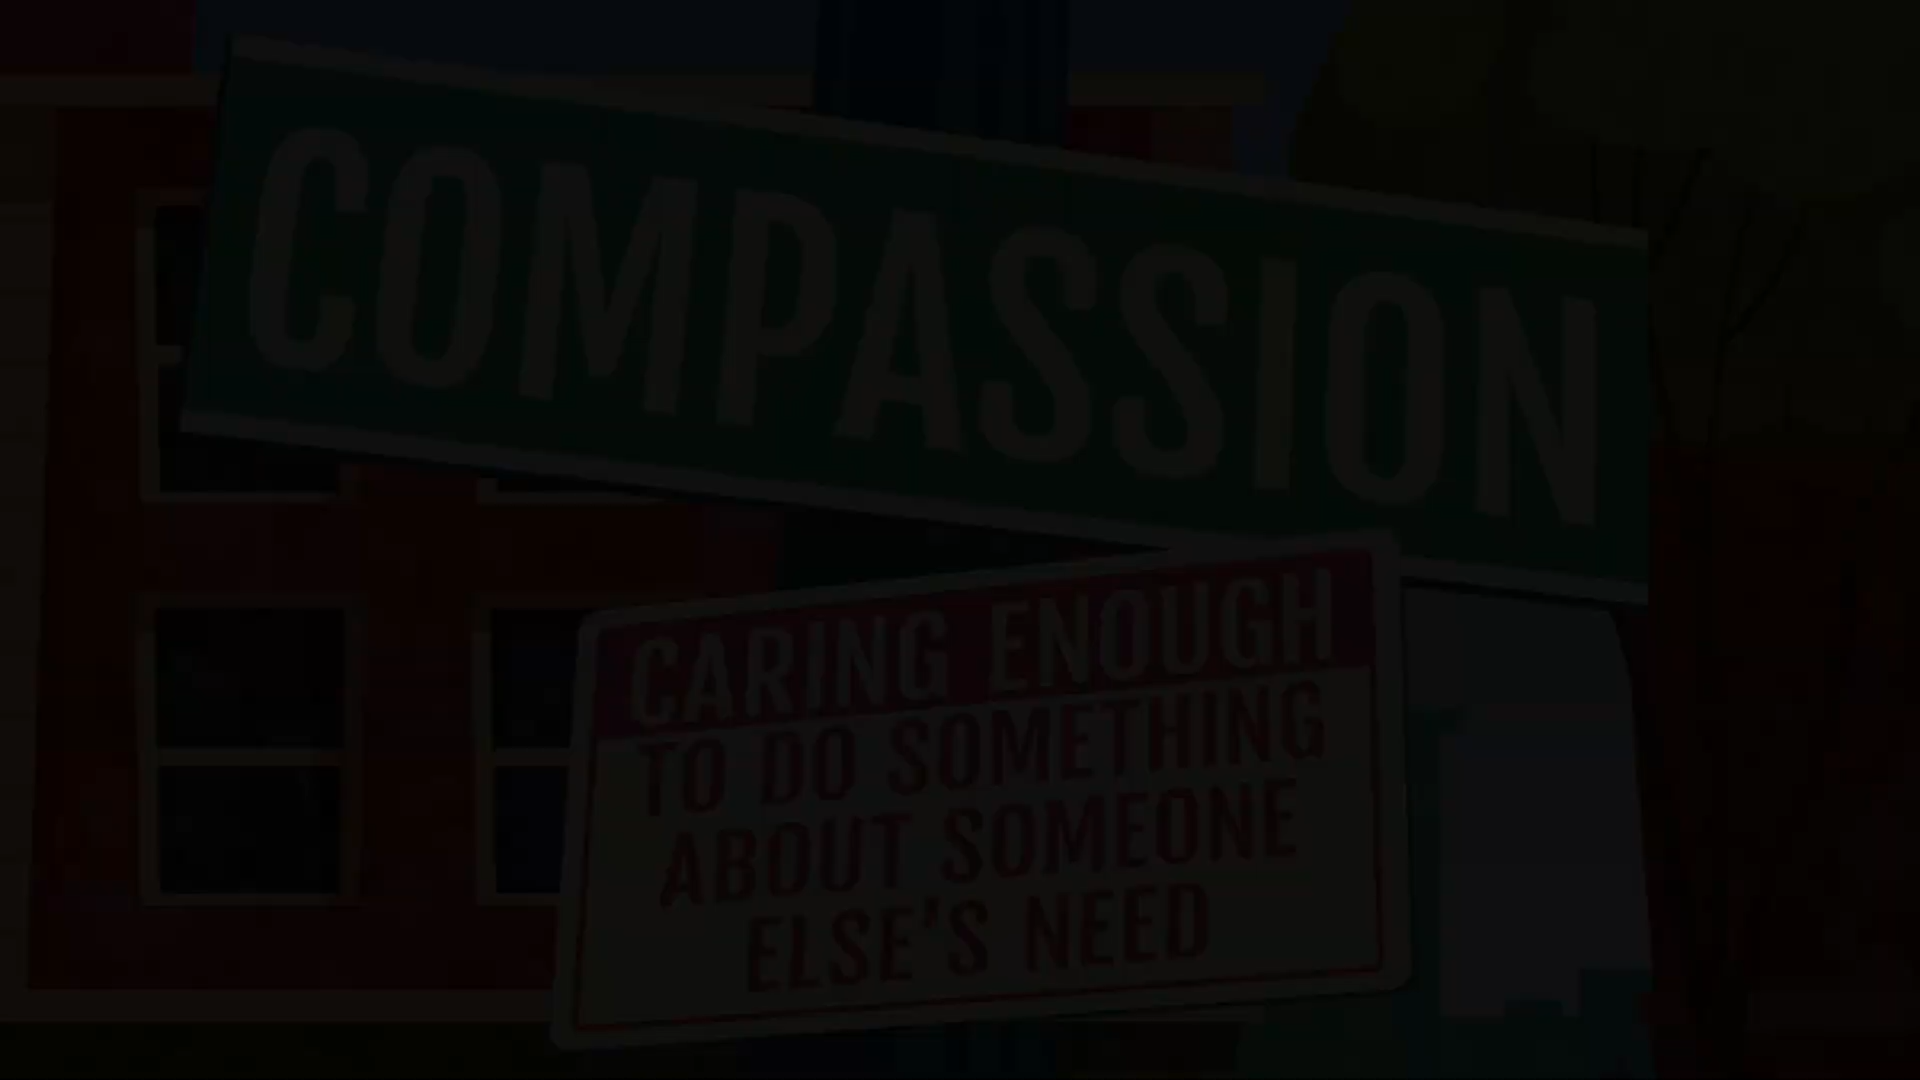 COMPASSION
CARING ENOUGH
TO DO SOMETHING
ABOUT SOMEONE
ELSE'S NEED